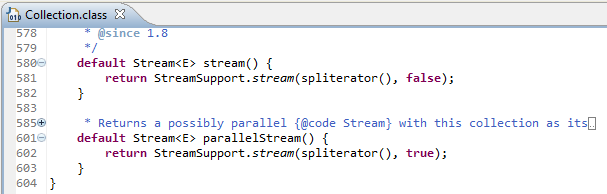 Collection.class
578 * @since 1.8
579 */
580 default Stream<E> stream() {
581 return StreamSupport.stream(spliterator(), false);
582 }
583
585 * Returns a possibly parallel {@code Stream} with this collection as its
601 default Stream<E> parallelStream() {
602 return StreamSupport.stream(spliterator(), true);
603 }
604 }